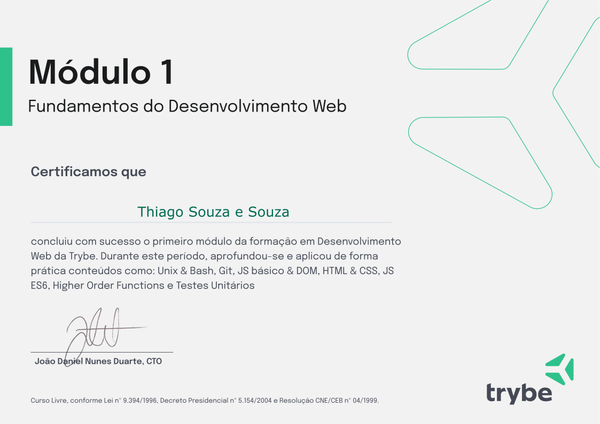 Módulo 1
Fundamentos do Desenvolvimento Web
Certificamos que
Thiago Souza e Souza
concluiu com sucesso o primeiro módulo da formação em Desenvolvimento
Web da Trybe. Durante este período, aprofundou-se e aplicou de forma
prática conteúdos como: Unix & Bash, Git, JS básico & DOM, HTML & CSS, JS
ES6, Higher Order Functions e Testes Unitários
João Daniel Nunes Duarte, CTO
Curso Livre, conforme Lei nº 9.394/1996, Decreto Presidencial n° 5.154/2004 e Resolução CNE/CEB n° 04/1999.
trybe